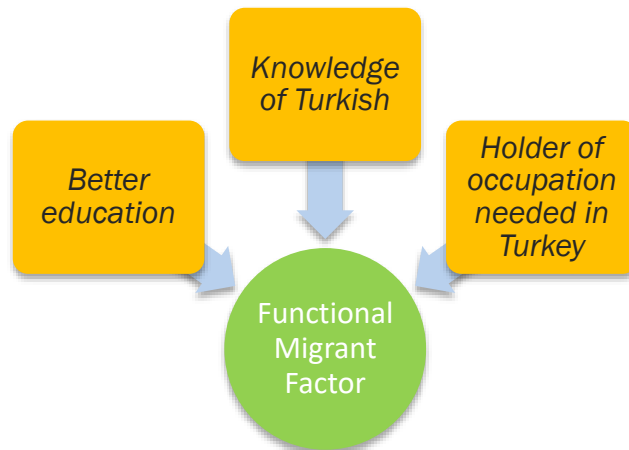 Knowledge
of Turkish
Better
education
Holder of
occupation
needed in
Turkey
Functional
Migrant
Factor